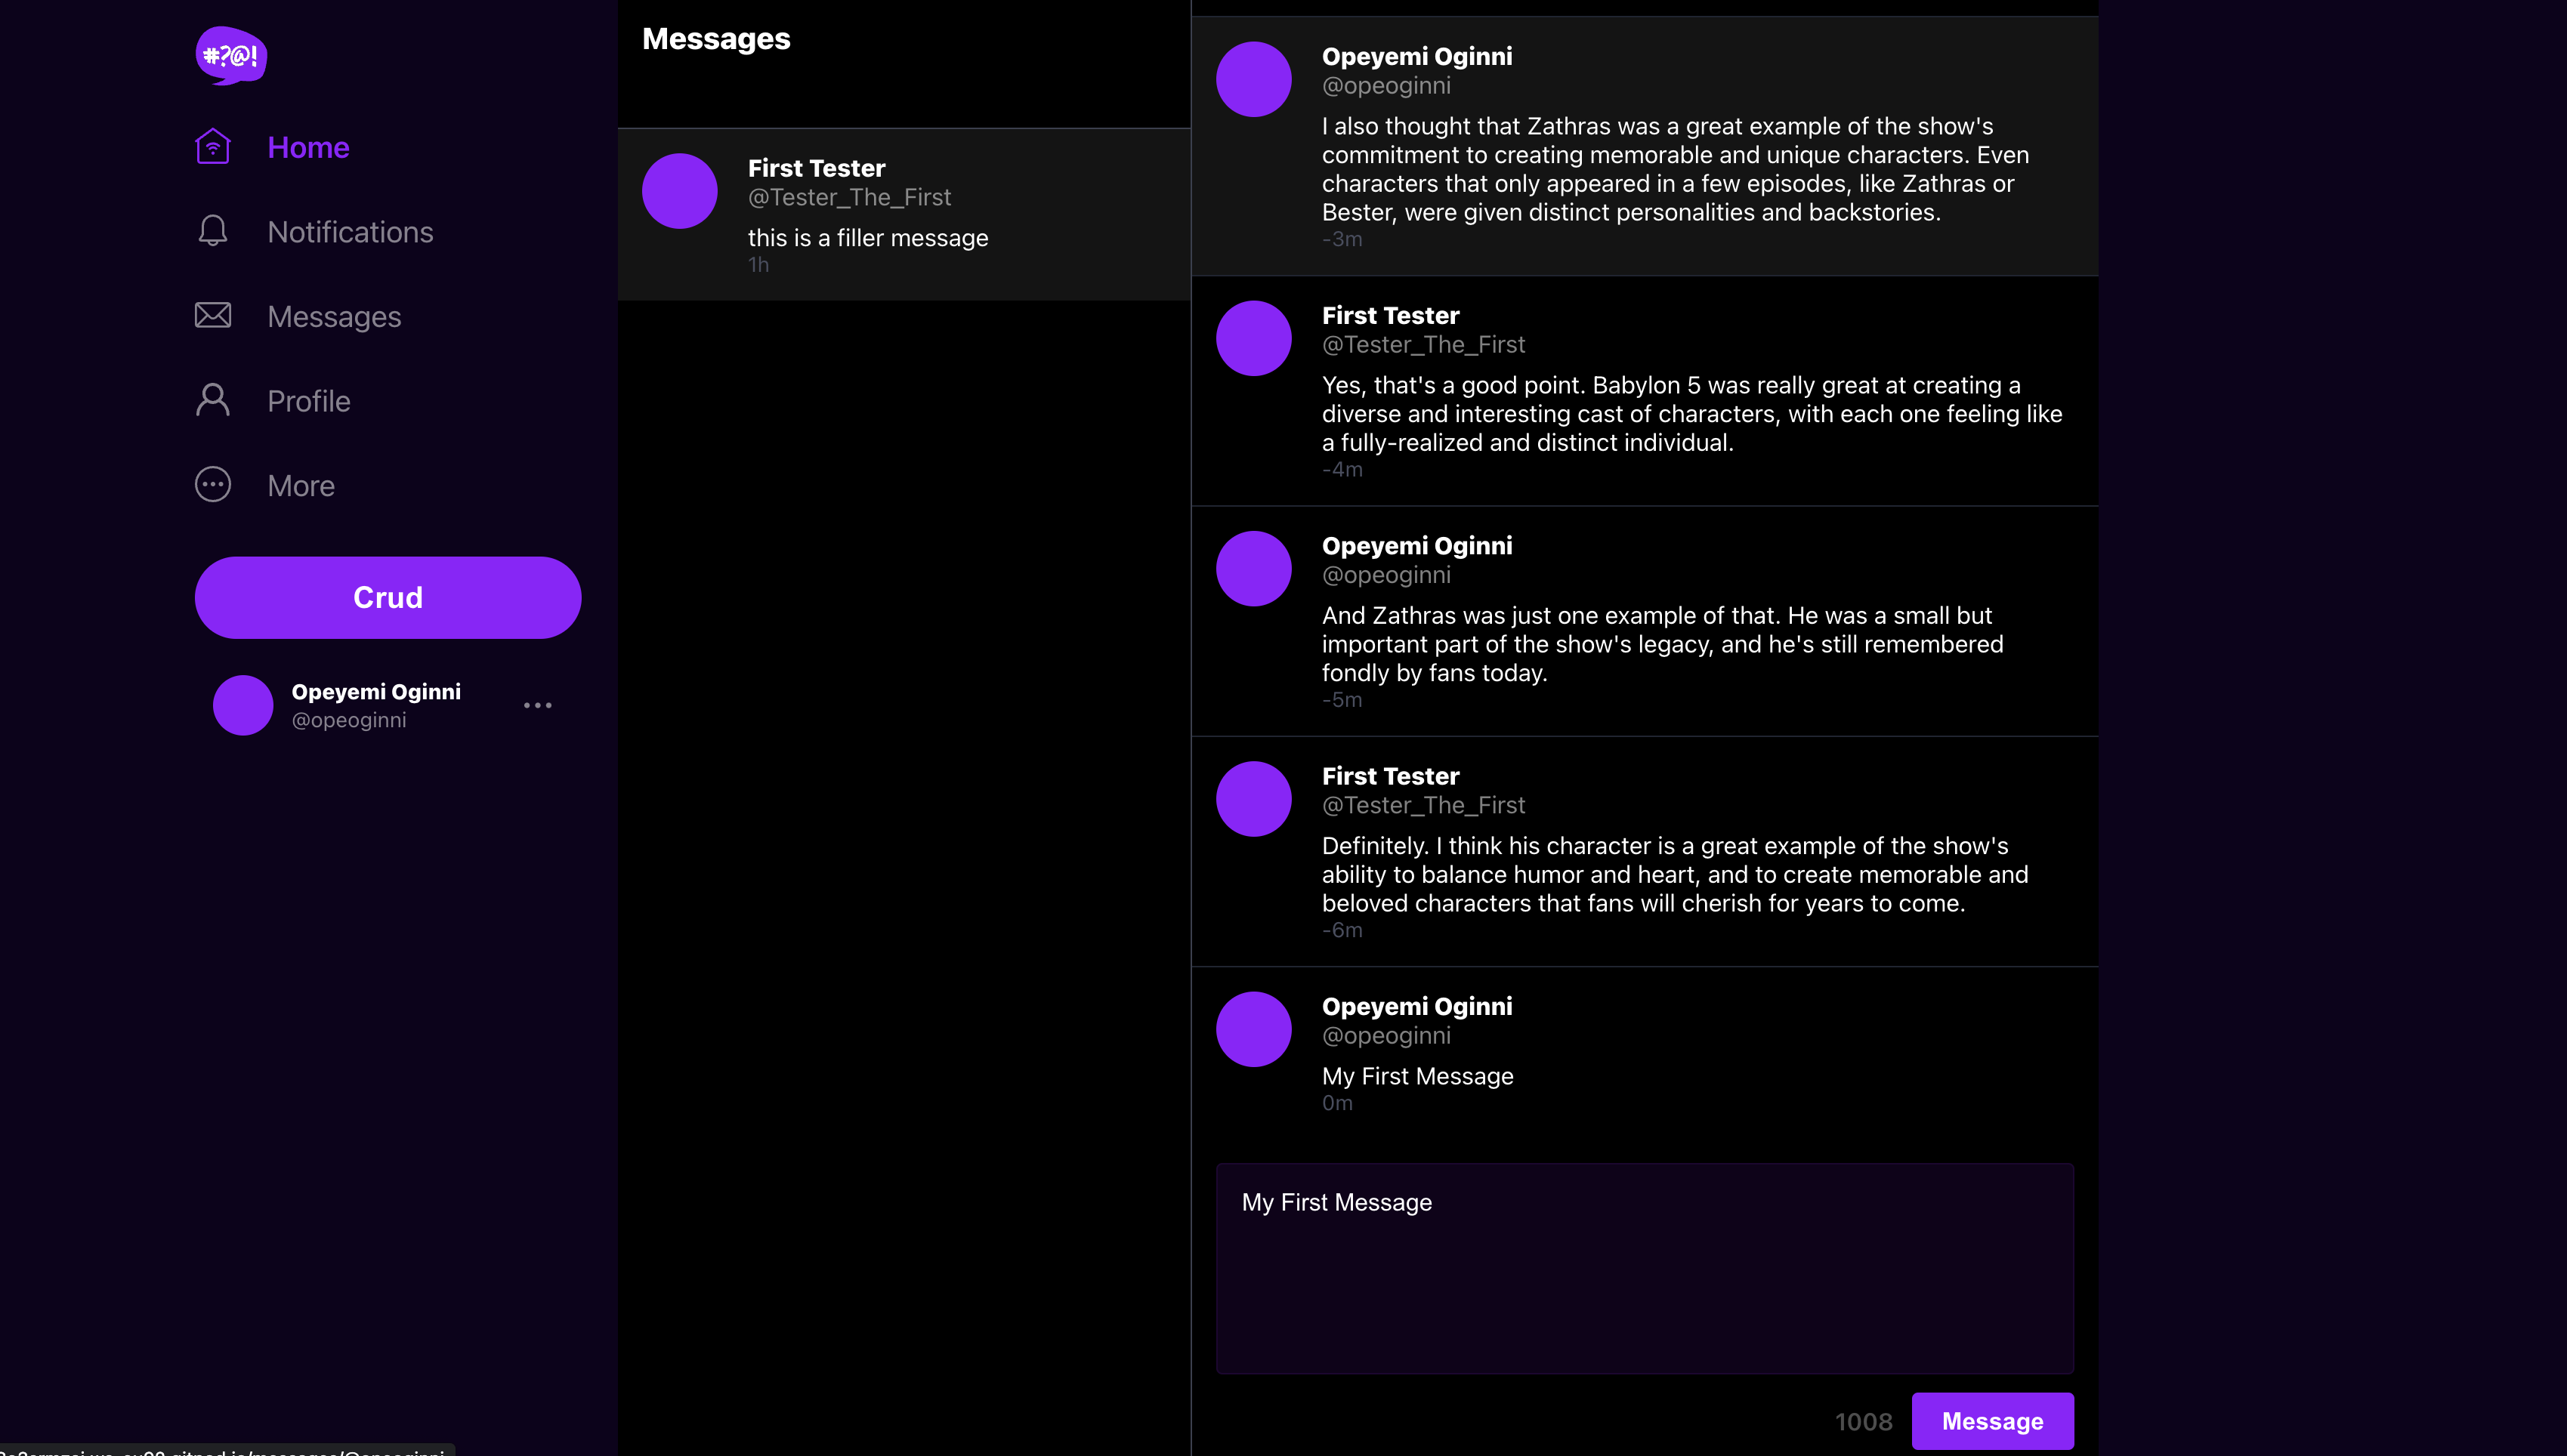 #?@!
Home
Notifications
Messages
Profile
More
Crud
Opeyemi Oginni
@opeoginni
Messages
First Tester
@Tester_The_First
this is a filler message
1h
Opeyemi Oginni
@opeoginni
I also thought that Zathras was a great example of the show's
commitment to creating memorable and unique characters. Even
characters that only appeared in a few episodes, like Zathras or
Bester, were given distinct personalities and backstories.
-3m
First Tester
@Tester_The_First
Yes, that's a good point. Babylon 5 was really great at creating a
diverse and interesting cast of characters, with each one feeling like
a fully-realized and distinct individual.
-4m
Opeyemi Oginni
@opeoginni
And Zathras was just one example of that. He was a small but
important part of the show's legacy, and he's still remembered
fondly by fans today.
-5m
First Tester
@Tester_The_First
Definitely. I think his character is a great example of the show's
ability to balance humor and heart, and to create memorable and
beloved characters that fans will cherish for years to come.
-6m
Opeyemi Oginni
@opeoginni
My First Message
0m
My First Message
1008
Message